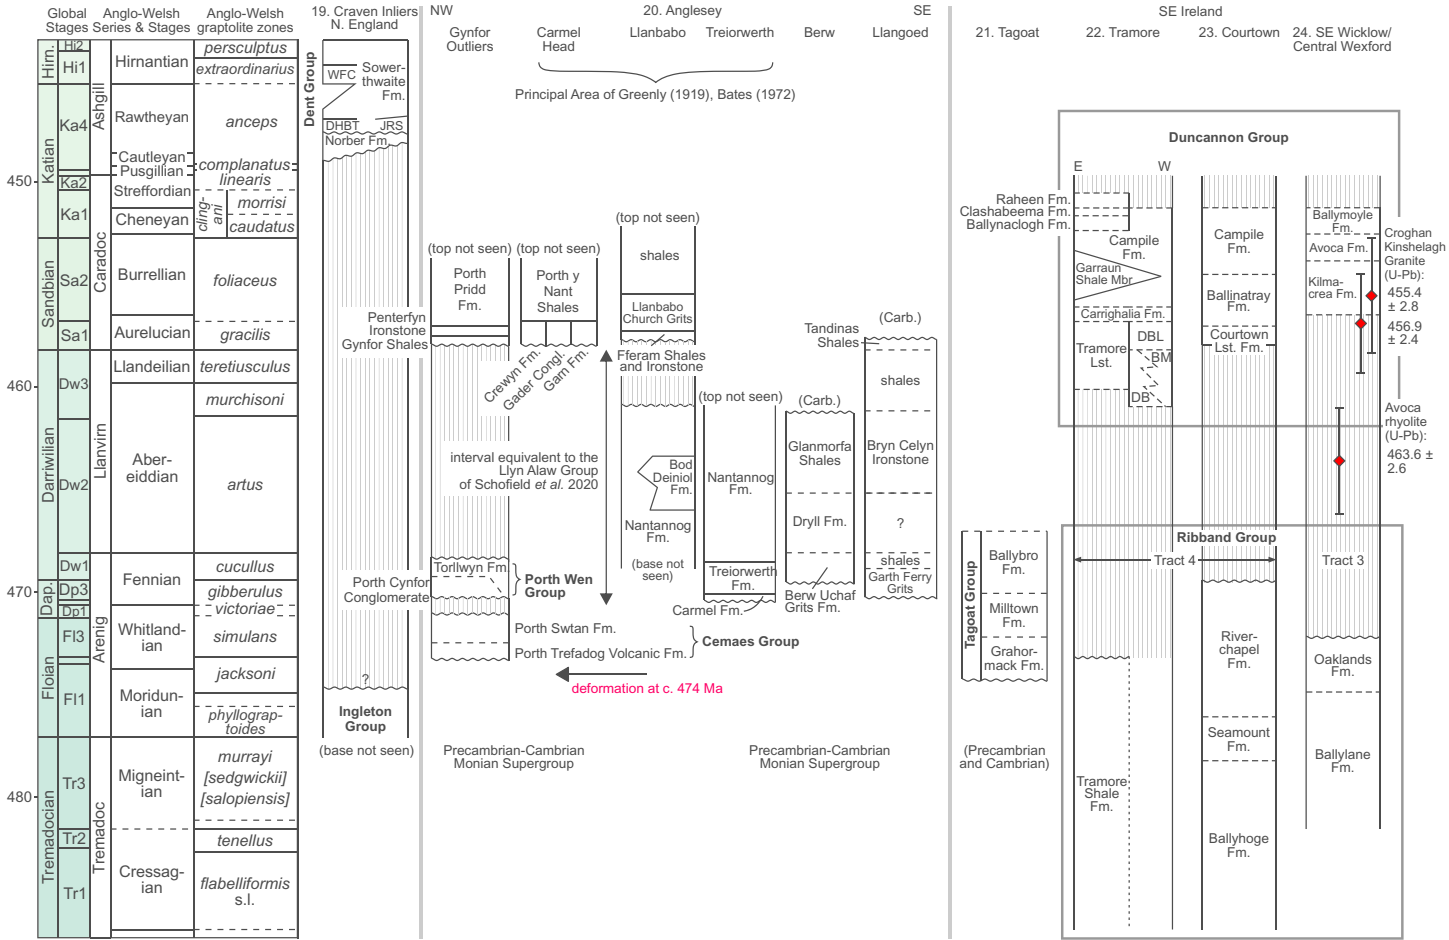 Global
Stages
Anglo-Welsh
Series & Stages
Anglo-Welsh
graptolite zones
19. Craven Inliers
N. England
NW
20. Anglesey
SE
Gynfor
Outliers
Carmel
Head
Llanbabo
Treiorwerth
Berw
Llangoed
Principal Area of Greenly (1919), Bates (1972)
SE Ireland
21. Tagoat
22. Tramore
23. Courtown
24. SE Wicklow/
Central Wexford
450
460
470
480
Hirn.
Katian
Sandbian
Darriwilian
Dap.
Floian
Tremadocian
Hi2
Hi1
Ka4
Ka2
Ka1
Sa2
Sa1
Dw3
Dw2
Dw1
Dp3
Dp1
Fl3
Fl1
Tr3
Tr2
Tr1
Ashgill
Caradoc
Llanvirn
Arenig
Tremadoc
Hirnantian
Rawtheyan
Cautleyan
Pusgillian
Streffordian
Cheneyan
Burrellian
Aurelucian
Llandeilian
Aber-
eiddian
Fennian
Whitland-
ian
Moridun-
ian
Migneint-
ian
Cressag-
ian
persculptus
extraordinarius
anceps
complanatus
linearis
cling-
ani
morrisi
caudatus
foliaceus
gracilis
teretiusculus
murchisoni
artus
cucullus
gibberulus
victoriae
simulans
jacksoni
phyllograp-
toides
murrayi
[sedgwickii]
[salopiensis]
tenellus
flabelliformis
s.l.
Dent Group
WFC
Sower-
thwaite
Fm.
DHBT
JRS
Norber Fm.
?
Ingleton
Group
(base not seen)
(top not seen)
Porth
Pridd
Fm.
Penterfyn
Ironstone
Gynfor Shales
Torllwyn Fm.
Porth Cynfor
Conglomerate
Porth Wen
Group
Porth Swtan Fm.
Porth Trefadog Volcanic Fm.
Cemaes Group
deformation at c. 474 Ma
Precambrian-Cambrian
Monian Supergroup
(top not seen)
Porth y
Nant
Shales
Crewyn Fm.
Gader Congl.
Garn Fm.
interval equivalent to the
Llyn Alaw Group
of Schofield et al. 2020
(top not seen)
shales
Llanbabo
Church Grits
Fferam Shales
and Ironstone
Bod
Deiniol
Fm.
Nantannog
Fm.
(base not
seen)
(top not seen)
Nantannog
Fm.
Treiorwerth
Fm.
Carmel Fm.
(Carb.)
Glanmorfa
Shales
Dryll Fm.
Berw Uchaf
Grits Fm.
(Carb.)
Tandinas
Shales
shales
Bryn Celyn
Ironstone
?
shales
Garth Ferry
Grits
Precambrian-Cambrian
Monian Supergroup
Tagoat Group
Ballybro
Fm.
Milltown
Fm.
Grahor-
mack Fm.
(Precambrian
and Cambrian)
Duncannon Group
E
W
Raheen Fm.
Clashabeema Fm.
Ballynaclogh Fm.
Campile
Fm.
Garraun
Shale Mbr
Carrighalia Fm.
Tramore
Lst.
DBL
BM
DB
Campile
Fm.
Ballinatray
Fm.
Courtown
Lst. Fm.
Ballymoyle
Fm.
Avoca Fm.
Kilma-
crea Fm.
Croghan
Kinshelagh
Granite
(U-Pb):
455.4
± 2.8
456.9
± 2.4
Avoca
rhyolite
(U-Pb):
463.6 ±
2.6
Ribband Group
Tract 4
Tract 3
Tramore
Shale
Fm.
River-
chapel
Fm.
Seamount
Fm.
Ballyhoge
Fm.
Oaklands
Fm.
Ballylane
Fm.